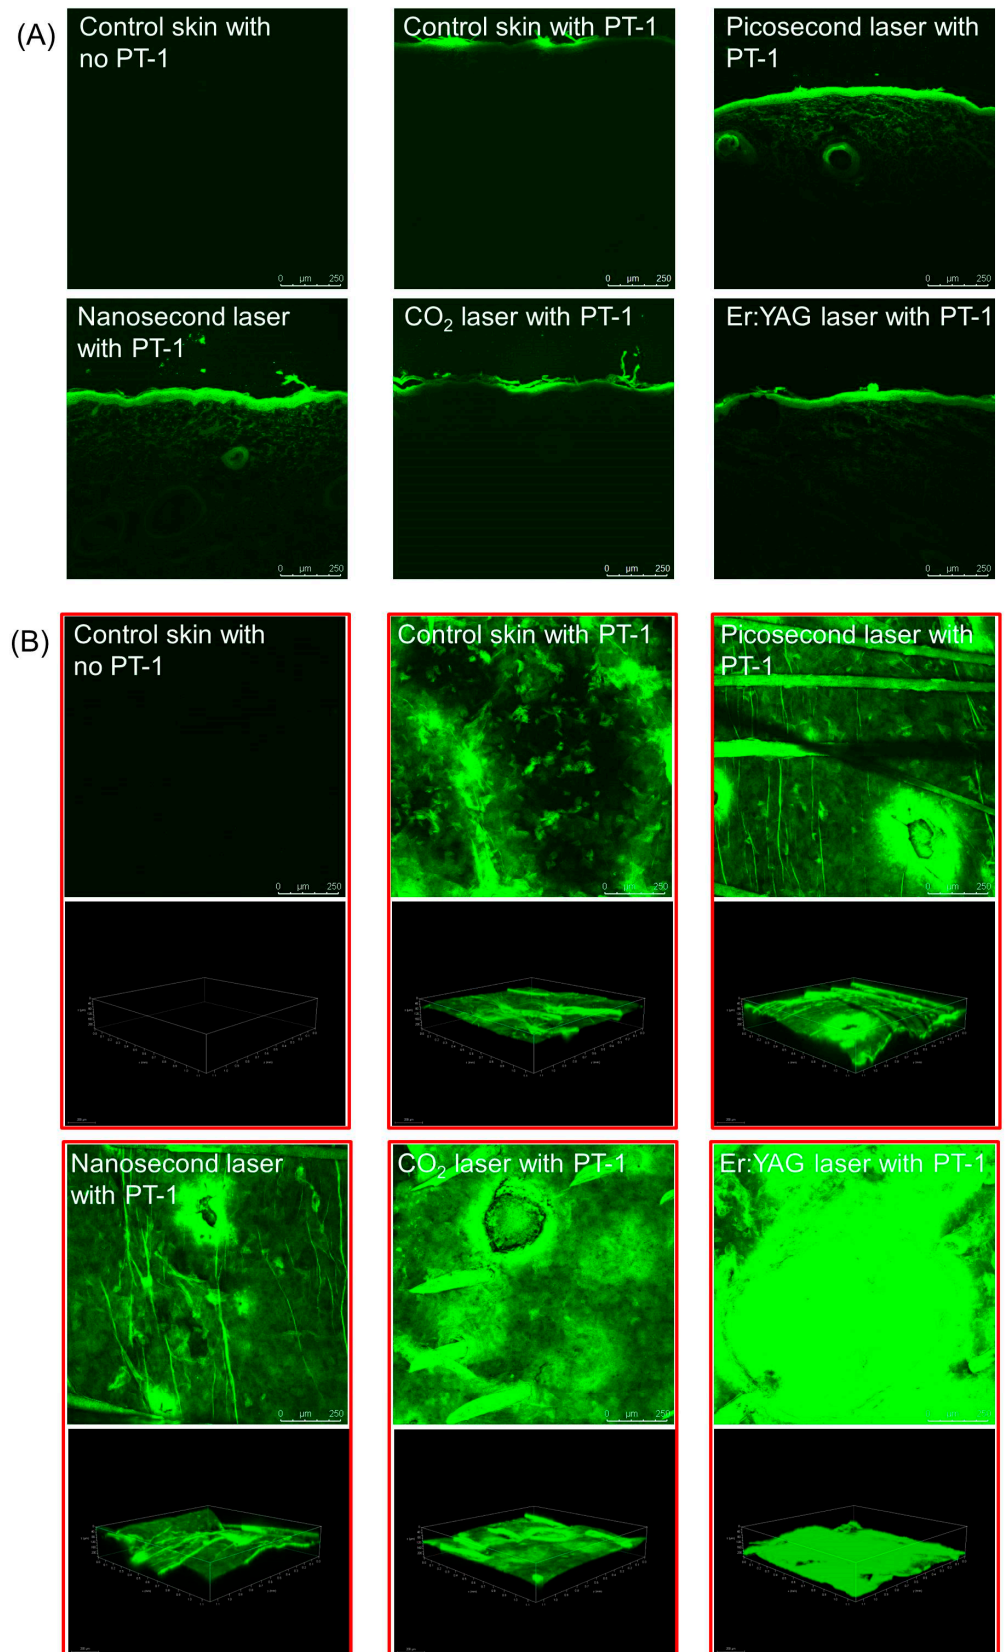 (A)
Control skin with
no PT-1
0 µm 250
Control skin with PT-1
0 µm 250
Picosecond laser with
PT-1
0 µm 250
Nanosecond laser
with PT-1
0 µm 250
CO₂ laser with PT-1
0 µm 250
Er:YAG laser with PT-1
0 µm 250
(B)
Control skin with
no PT-1
0 µm 250
Control skin with PT-1
0 µm 250
Picosecond laser with
PT-1
0 µm 250
Nanosecond laser
with PT-1
0 µm 250
CO₂ laser with PT-1
0 µm 250
Er:YAG laser with PT-1